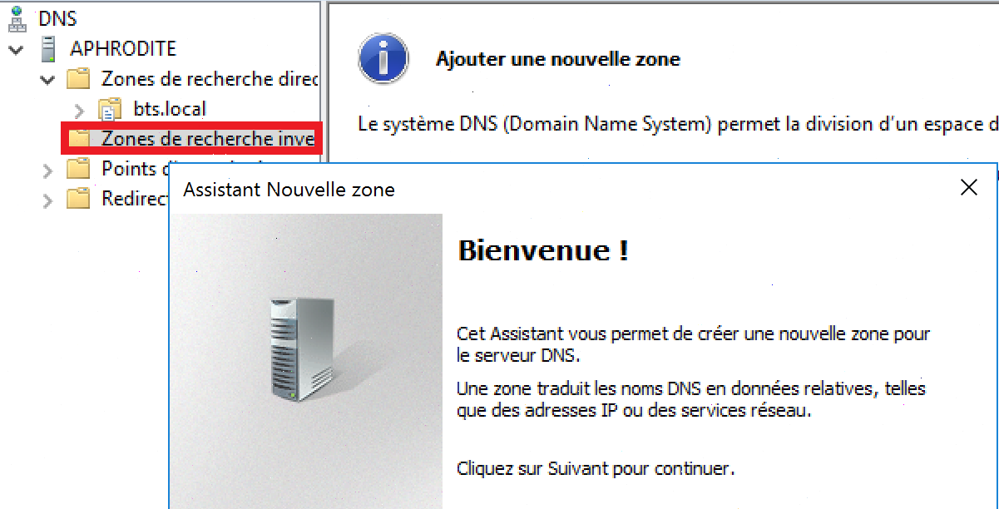 DNS
APHRODITE
Zones de recherche direc
bts.local
Zones de recherche inve
Points
Redirec
Ajouter une nouvelle zone
Le système DNS (Domain Name System) permet la division d'un espace d
Assistant Nouvelle zone
Bienvenue !
Cet Assistant vous permet de créer une nouvelle zone pour
le serveur DNS.
Une zone traduit les noms DNS en données relatives, telles
que des adresses IP ou des services réseau.
Cliquez sur Suivant pour continuer.